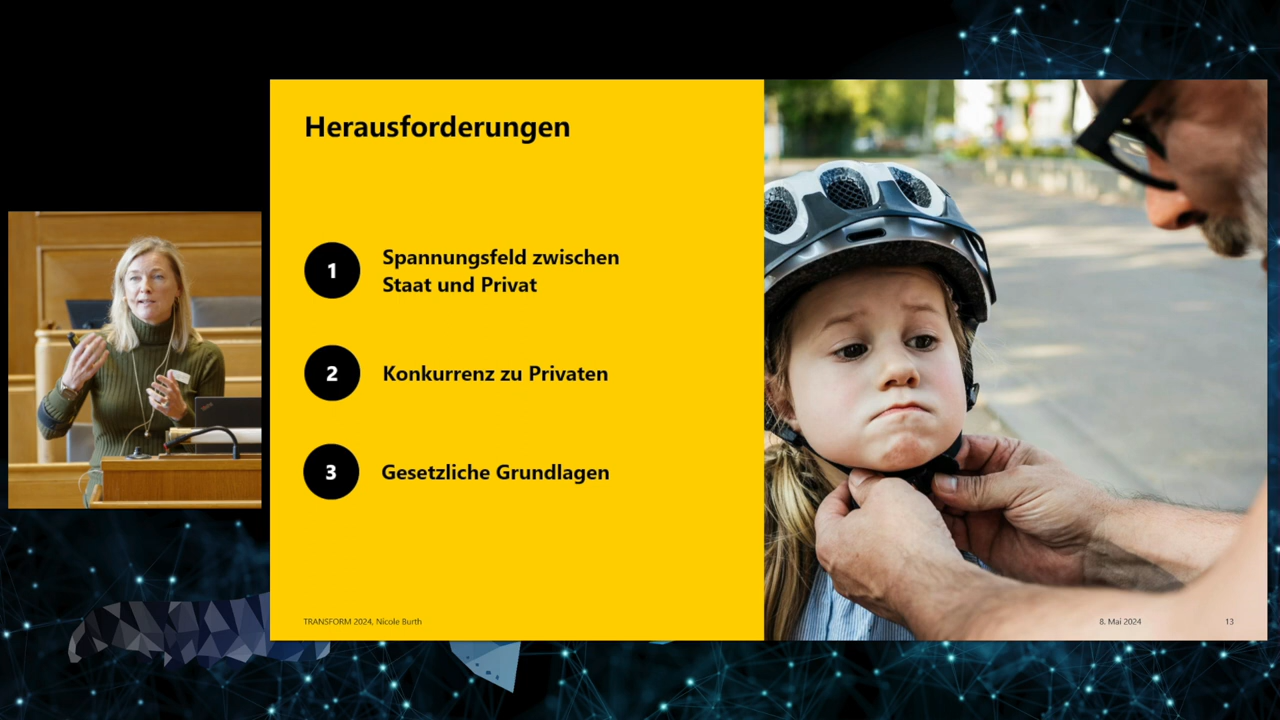 Herausforderungen
1
Spannungsfeld zwischen
Staat und Privat
2
Konkurrenz zu Privaten
3
Gesetzliche Grundlagen
TRANSFORM 2024, Nicole Burth
8. Mai 2024
13